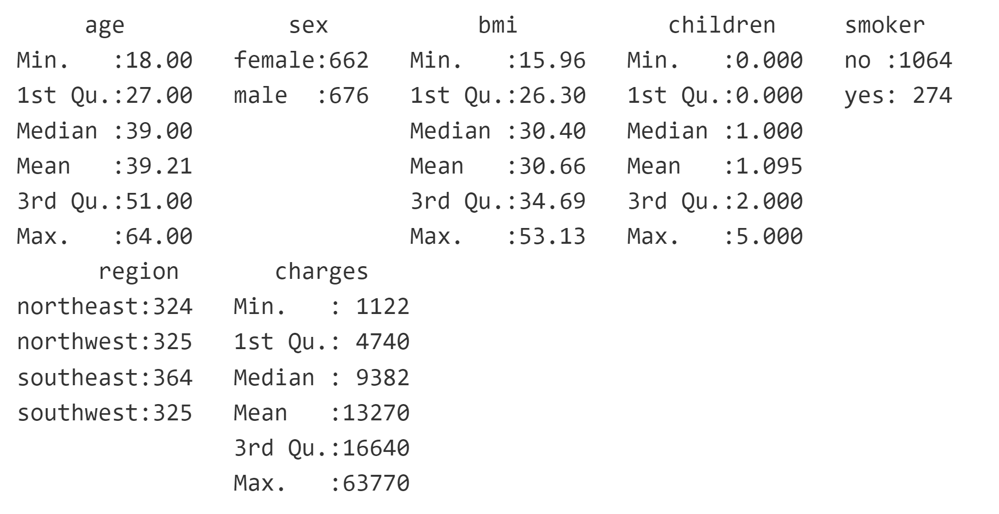 age             sex           bmi           children     smoker
Min.   :18.00   female:662   Min.   :15.96   Min.   :0.000   no :1064
1st Qu.:27.00   male  :676   1st Qu.:26.30   1st Qu.:0.000   yes: 274
Median :39.00                Median :30.40   Median :1.000
Mean   :39.21                Mean   :30.66   Mean   :1.095
3rd Qu.:51.00                3rd Qu.:34.69   3rd Qu.:2.000
Max.   :64.00                Max.   :53.13   Max.   :5.000
      region       charges
northeast:324   Min.   : 1122
northwest:325   1st Qu.: 4740
southeast:364   Median : 9382
southwest:325   Mean   :13270
                3rd Qu.:16640
                Max.   :63770